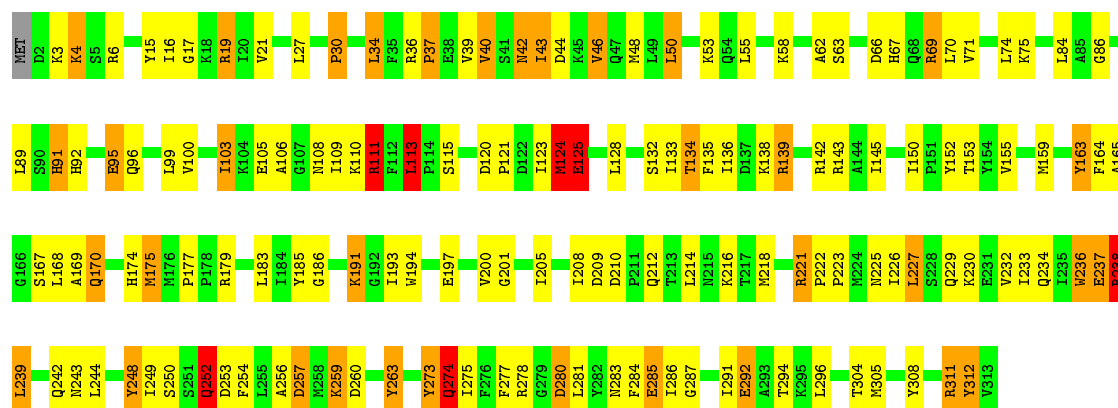 MET D2 K3 K4 S5 R6 Y15 I16 G17 K18 R19 I20 V21 L27 P30 L34 F35 R36 P37 E38 V39 V40 S41 N42 I43 D44 K45 V46 Q47 M48 L49 L50 K53 Q54 L55 K58 A62 S63 D66 H67 Q68 R69 L70 V71 L74 K75 L84 A85 G86
L89 S90 H91 H92 E95 Q96 L99 V100 I103 K104 E105 A106 G107 N108 I109 K110 R111 F112 L113 P114 S115 D120 P121 D122 I123 M124 E125 L128 S132 I133 T134 F135 I136 D137 K138 R139 R142 R143 A144 I145 I150 P151 Y152 T153 Y154 V155 M159 Y163 F164 A165
G166 S167 L168 A169 Q170 H174 M175 M176 P177 P178 R179 L183 I184 Y185 G186 K191 G192 I193 W194 E197 V200 G201 I205 I208 D209 D210 P211 Q212 T213 L214 N215 K216 T217 M218 R221 P222 P223 M224 N225 I226 L227 S228 Q229 K230 E231 V232 I233 Q234 I235 W236 E237 R238
L239 Q242 N243 L244 Y248 I249 S250 S251 Q252 D253 F254 L255 A256 D257 M258 K259 D260 Y263 Y273 Q274 I275 F276 F277 R278 G279 D280 L281 Y282 N283 F284 E285 I286 G287 I291 E292 A293 T294 K295 L296 T304 M305 Y308 R311 Y312 V313